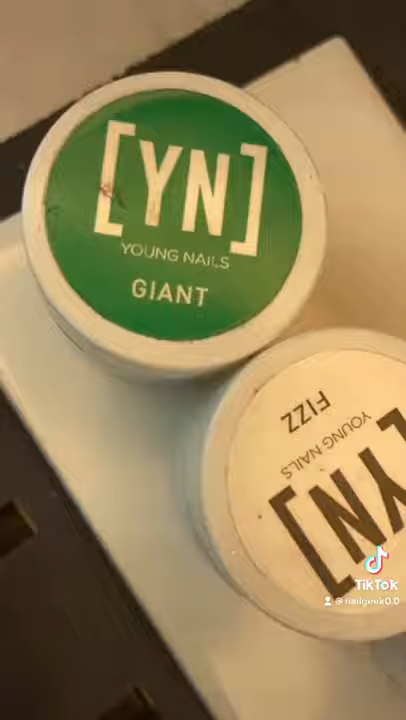 [YN]
YOUNG NAILS
GIANT
FIZZ
YOUNG NAILS
[YN]
TikTok
@nailgeek0.0